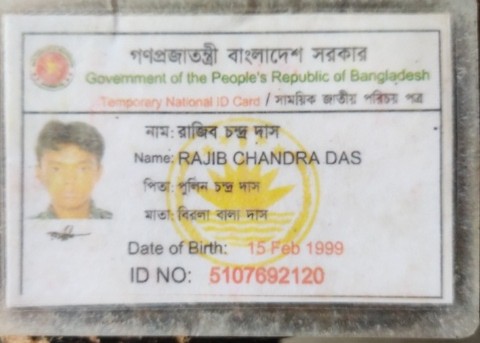 গণপ্রজাতন্ত্রী বাংলাদেশ সরকার
Government of the People's Republic of Bangladesh
Temporary National ID Card / সাময়িক জাতীয় পরিচয় পত্র
নাম: রাজিব চন্দ্র দাস
Name: RAJIB CHANDRA DAS
পিতা: পুলিন চন্দ্র দাস
মাতা: বিরলা বালা দাস
Date of Birth: 15 Feb 1999
ID NO: 5107692120